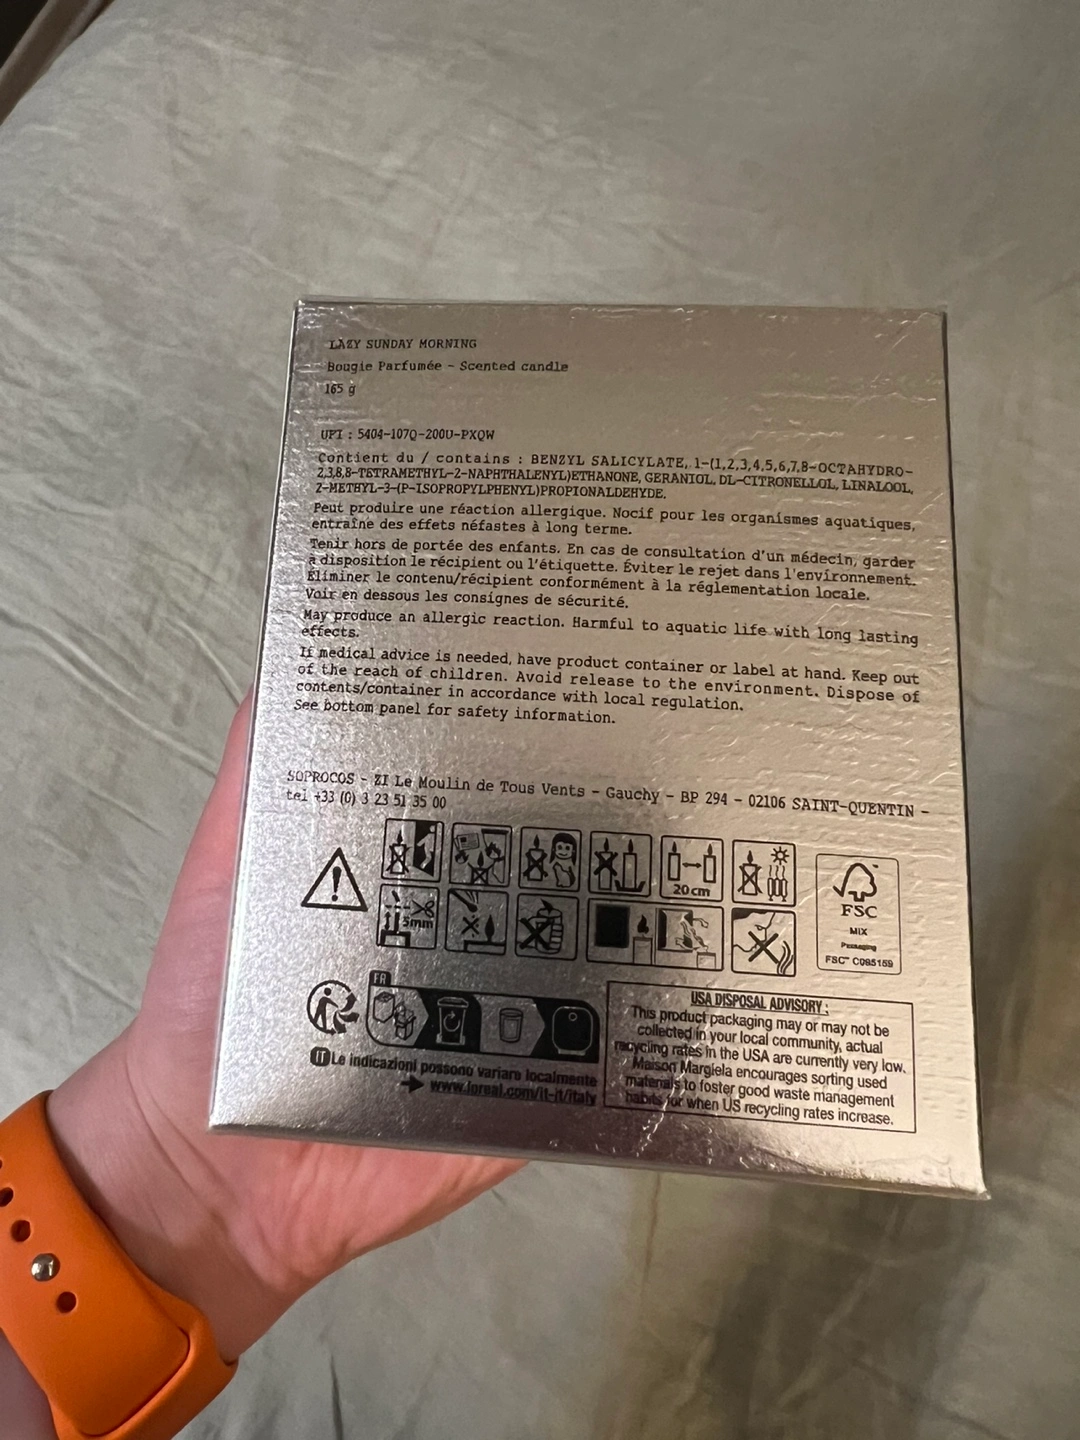 LAZY SUNDAY MORNING
Bougie Parfumée - Scented candle
165 g
UFI : 5404-107Q-200U-PXQW
Contient du / contains : BENZYL SALICYLATE, 1-(1,2,3,4,5,6,7,8-OCTAHYDRO-
2,3,8,8-TETRAMETHYL-2-NAPHTHALENYL)ETHANONE, GERANIOL, DL-CITRONELLOL, LINALOOL,
2-METHYL-3-(P-ISOPROPYLPHENYL)PROPIONALDEHYDE.
Peut produire une réaction allergique. Nocif pour les organismes aquatiques,
entraîne des effets néfastes à long terme.
Tenir hors de portée des enfants. En cas de consultation d'un médecin, garder
à disposition le récipient ou l'étiquette. Éviter le rejet dans l'environnement.
Éliminer le contenu/récipient conformément à la réglementation locale.
Voir en dessous les consignes de sécurité.
May produce an allergic reaction. Harmful to aquatic life with long lasting
effects.
If medical advice is needed, have product container or label at hand. Keep out
of the reach of children. Avoid release to the environment. Dispose of
contents/container in accordance with local regulation.
See bottom panel for safety information.
SOPROCOS - ZI Le Moulin de Tous Vents - Gauchy - BP 294 - 02106 SAINT-QUENTIN -
tel +33 (0) 3 23 51 35 00
20 cm
5mm
FSC
MIX
Packaging
FSC™ C095159
FR
IT Le indicazioni possono variare localmente
www.loreal.com/it-it/italy
USA DISPOSAL ADVISORY :
This product packaging may or may not be
collected in your local community, actual
recycling rates in the USA are currently very low.
Maison Margiela encourages sorting used
materials to foster good waste management
habits for when US recycling rates increase.